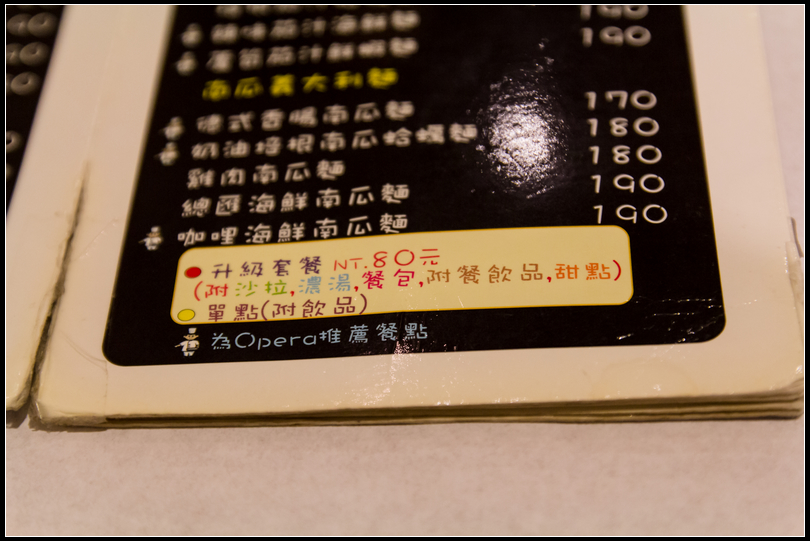 190
蘆筍茄汁鮮蝦麵 190
南瓜義大利麵
德式香腸南瓜麵 170
奶油培根南瓜蛤蠣麵 180
雞肉南瓜麵 180
總匯海鮮南瓜麵 190
咖哩海鮮南瓜麵 190
升級套餐 NT.80元
(附沙拉,濃湯,餐包,附餐飲品,甜點)
單點(附飲品)
為Opera推薦餐點